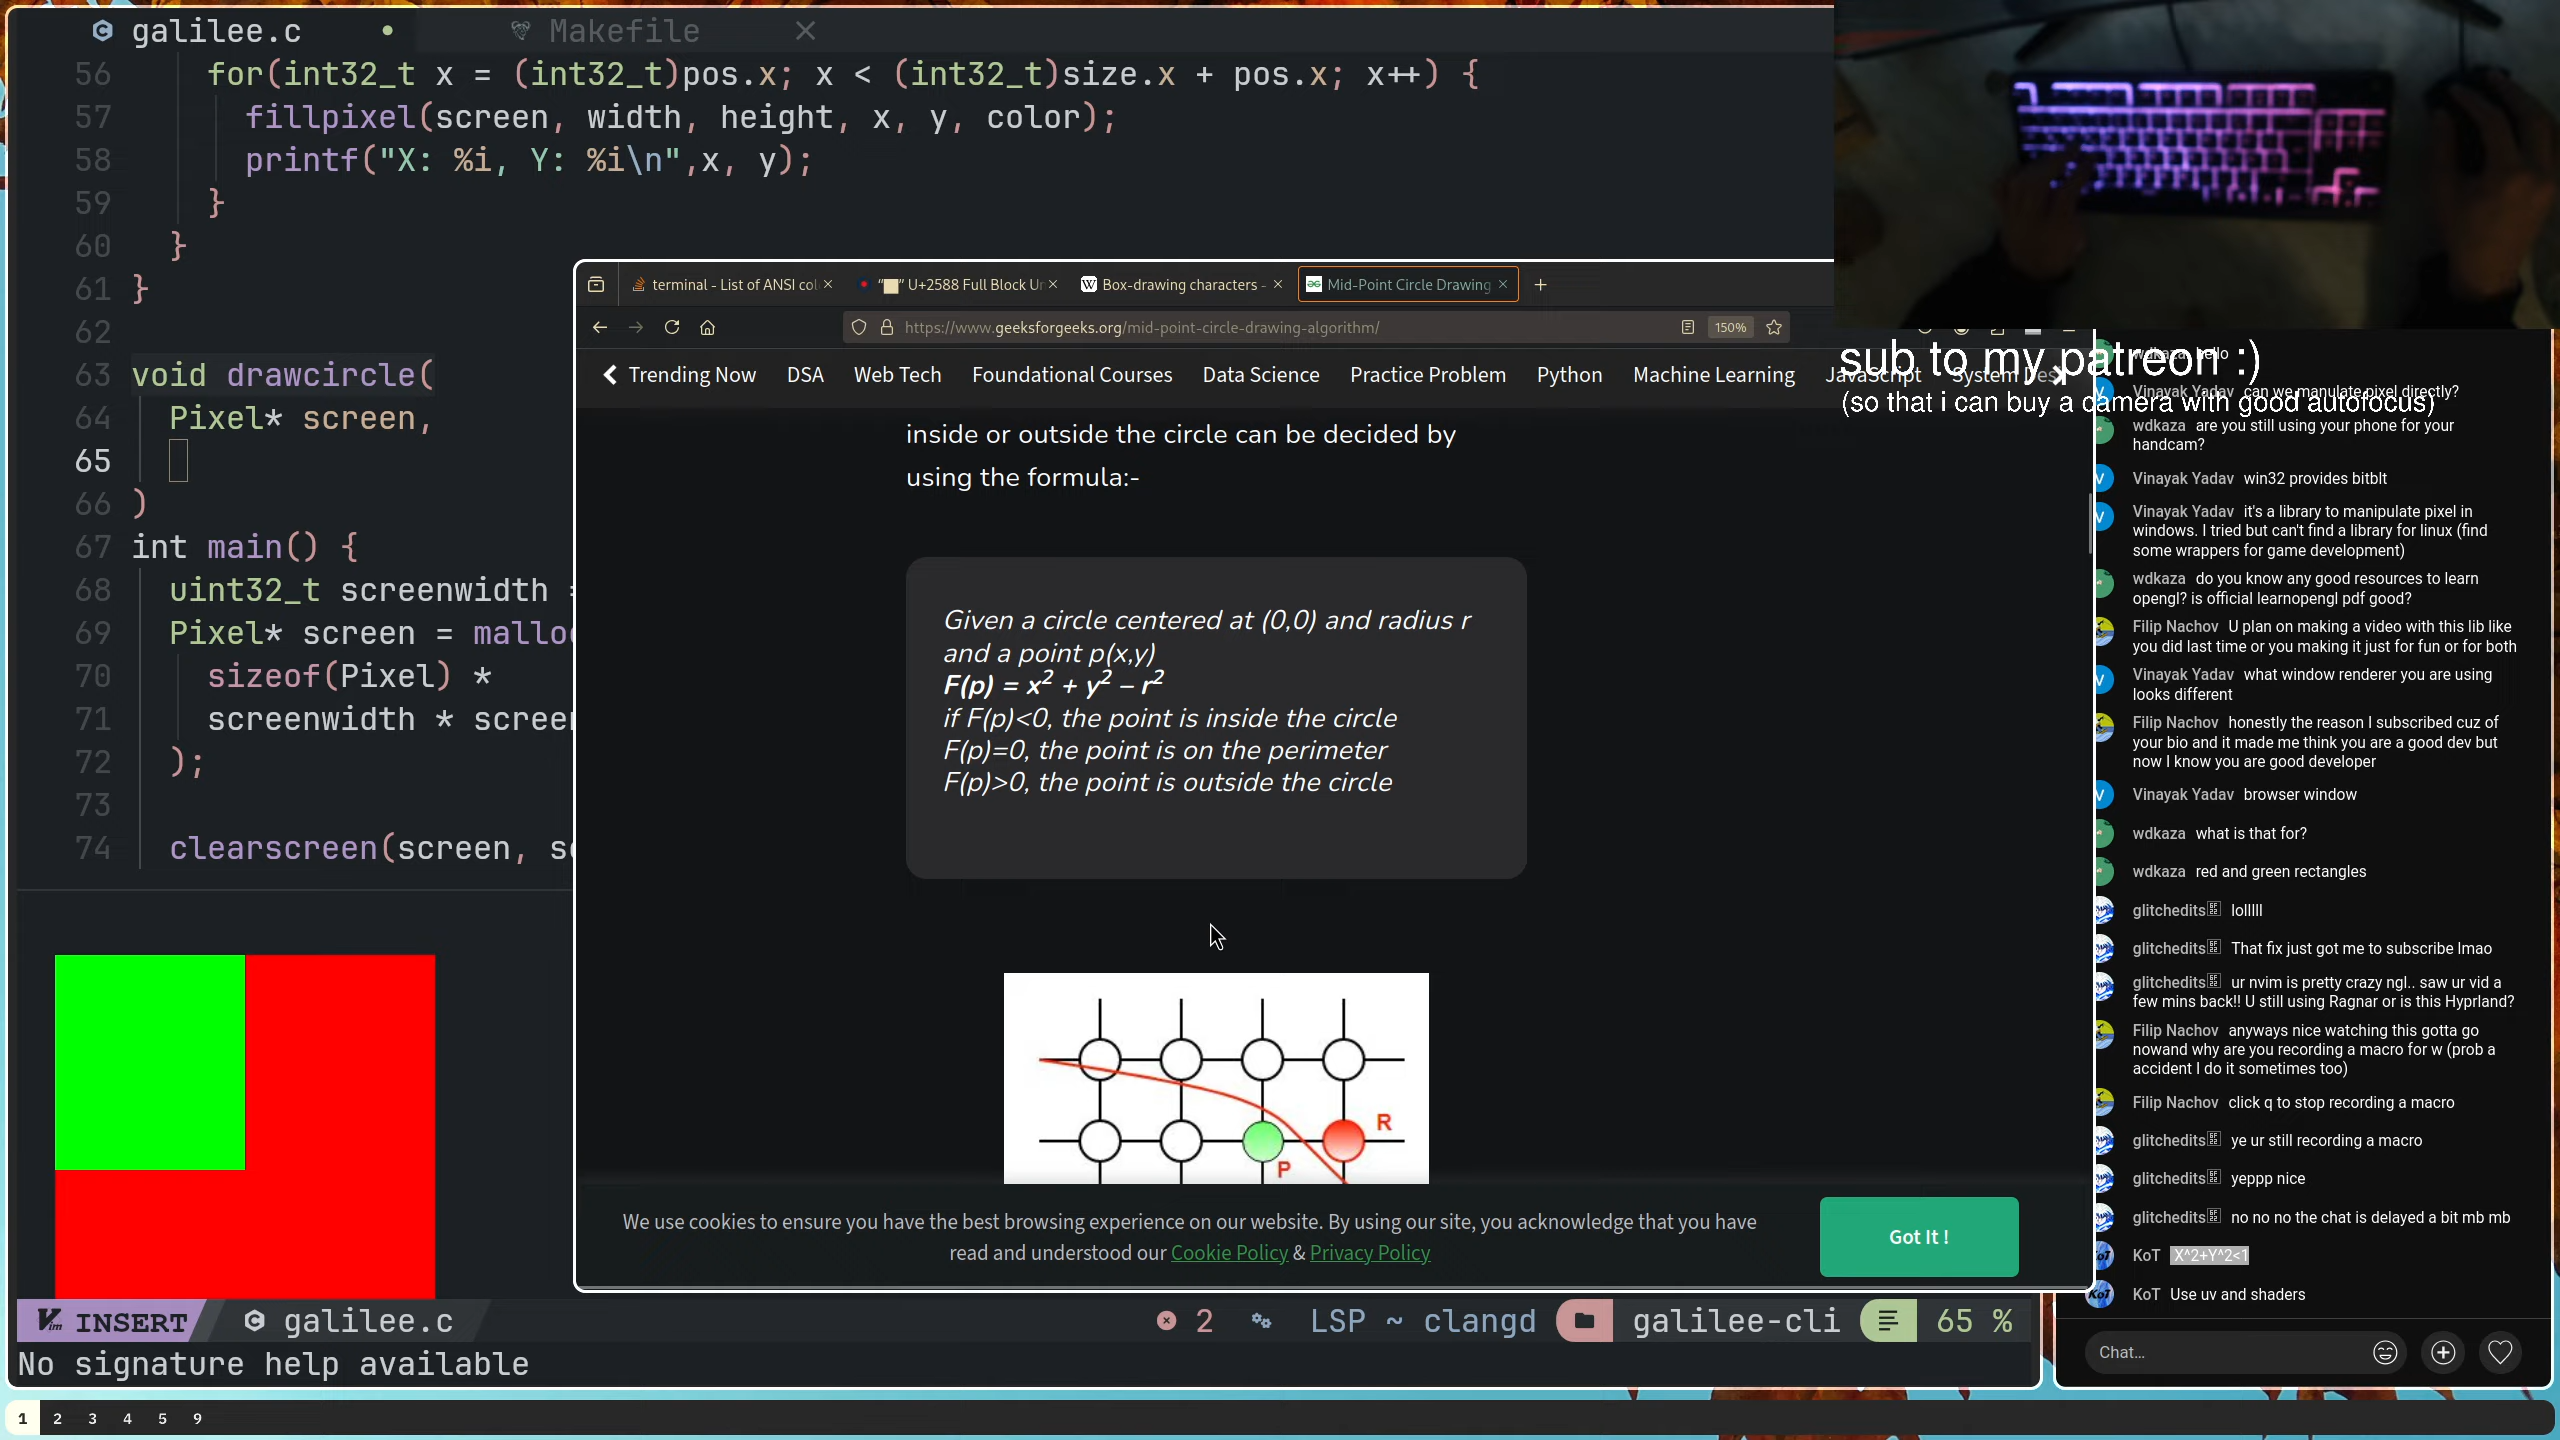 galilee.c
Makefile
56 for(int32_t x = (int32_t)pos.x; x < (int32_t)size.x + pos.x; x++) {
57 fillpixel(screen, width, height, x, y, color);
58 printf("X: %i, Y: %i\n",x, y);
59 }
60 }
61 }
62
63 void drawcircle(
64 Pixel* screen,
65
66 )
67 int main() {
68 uint32_t screenwidth
69 Pixel* screen =
70 sizeof(Pixel) *
71 screenwidth *
72 );
73
74 clearscreen(screen,
terminal - List of ANSI col
"█" U+2588 Full Block Un
Box-drawing characters -
Mid-Point Circle Drawing
https://www.geeksforgeeks.org/mid-point-circle-drawing-algorithm/
150%
Trending Now DSA Web Tech Foundational Courses Data Science Practice Problem Python Machine Learning JavaScript System Des
inside or outside the circle can be decided by
using the formula:-
Given a circle centered at (0,0) and radius r
and a point p(x,y)
F(p) = x² + y² – r²
if F(p)<0, the point is inside the circle
F(p)=0, the point is on the perimeter
F(p)>0, the point is outside the circle
R
P
We use cookies to ensure you have the best browsing experience on our website. By using our site, you acknowledge that you have
read and understood our Cookie Policy & Privacy Policy
Got It !
sub to my patreon :)
(so that i can buy a camera with good autofocus)
wdkaza hello
Vinayak Yadav can we manulate pixel directly?
wdkaza are you still using your phone for your
handcam?
Vinayak Yadav win32 provides bitblt
Vinayak Yadav it's a library to manipulate pixel in
windows. I tried but can't find a library for linux (find
some wrappers for game development)
wdkaza do you know any good resources to learn
opengl? is official learnopengl pdf good?
Filip Nachov U plan on making a video with this lib like
you did last time or you making it just for fun or for both
Vinayak Yadav what window renderer you are using
looks different
Filip Nachov honestly the reason I subscribed cuz of
your bio and it made me think you are a good dev but
now I know you are good developer
Vinayak Yadav browser window
wdkaza what is that for?
wdkaza red and green rectangles
glitchedits lolllll
glitchedits That fix just got me to subscribe lmao
glitchedits ur nvim is pretty crazy ngl.. saw ur vid a
few mins back!! U still using Ragnar or is this Hyprland?
Filip Nachov anyways nice watching this gotta go
nowand why are you recording a macro for w (prob a
accident I do it sometimes too)
Filip Nachov click q to stop recording a macro
glitchedits ye ur still recording a macro
glitchedits yeppp nice
glitchedits no no no the chat is delayed a bit mb mb
KoT X^2+Y^2<1
KoT Use uv and shaders
Chat...
INSERT galilee.c
2 LSP ~ clangd galilee-cli 65 %
No signature help available
1 2 3 4 5 9